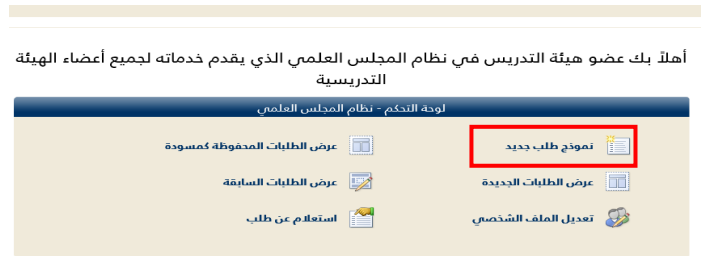 أهلاً بك عضو هيئة التدريس في نظام المجلس العلمي الذي يقدم خدماته لجميع أعضاء الهيئة
التدريسية
لوحة التحكم - نظام المجلس العلمي
نموذج طلب جديد
عرض الطلبات المحفوظة كمسودة
عرض الطلبات الجديدة
عرض الطلبات السابقة
تعديل الملف الشخصي
استعلام عن طلب